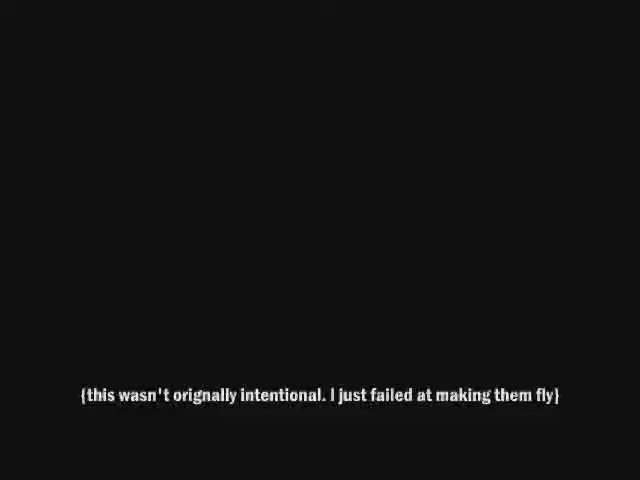 {this wasn't orignally intentional. I just failed at making them fly}